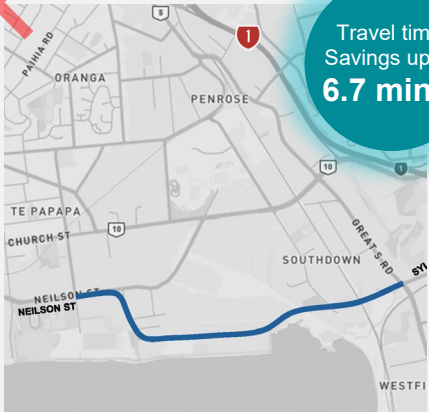 5
1
Travel tim
Savings up
6.7 min
PAIHIA RD
ORANGA
PENROSE
10
1
TE PAPAPA
10
CHURCH ST
GREAT S RD
SOUTHDOWN
SYL
NEILSON ST
NEILSON ST
WESTFI